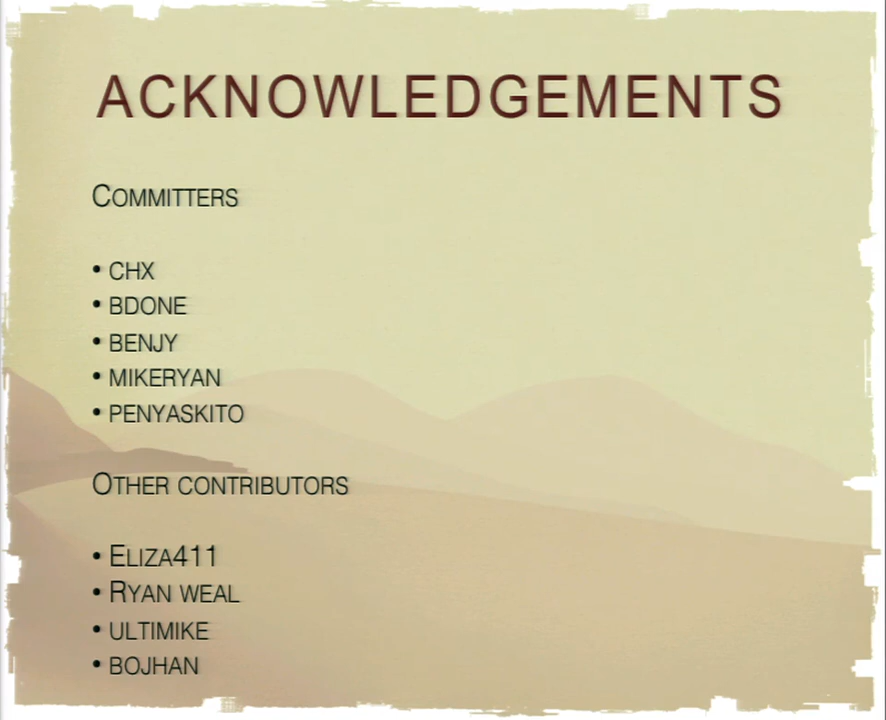 ACKNOWLEDGEMENTS
COMMITTERS
• CHX
• BDONE
• BENJY
• MIKERYAN
• PENYASKITO
OTHER CONTRIBUTORS
• ELIZA411
• RYAN WEAL
• ULTIMIKE
• BOJHAN